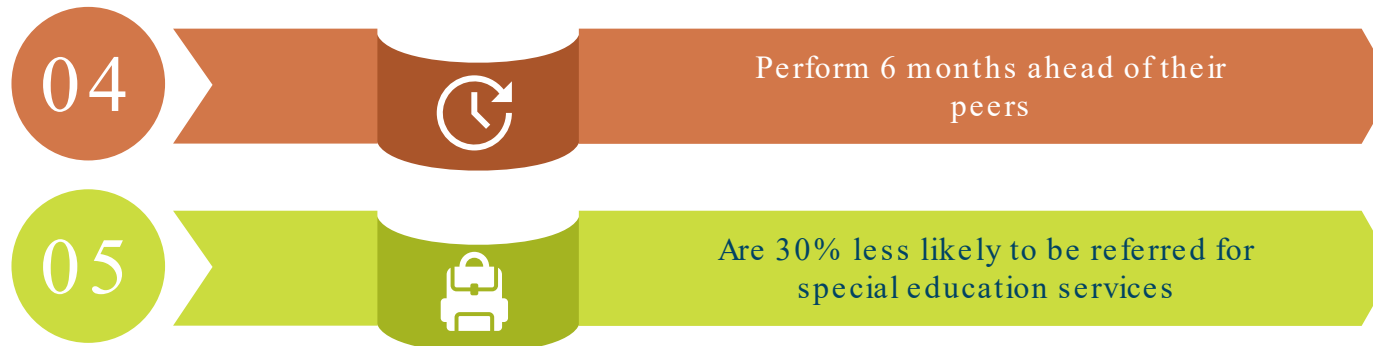 04
Perform 6 months ahead of their
peers
05
Are 30% less likely to be referred for
special education services